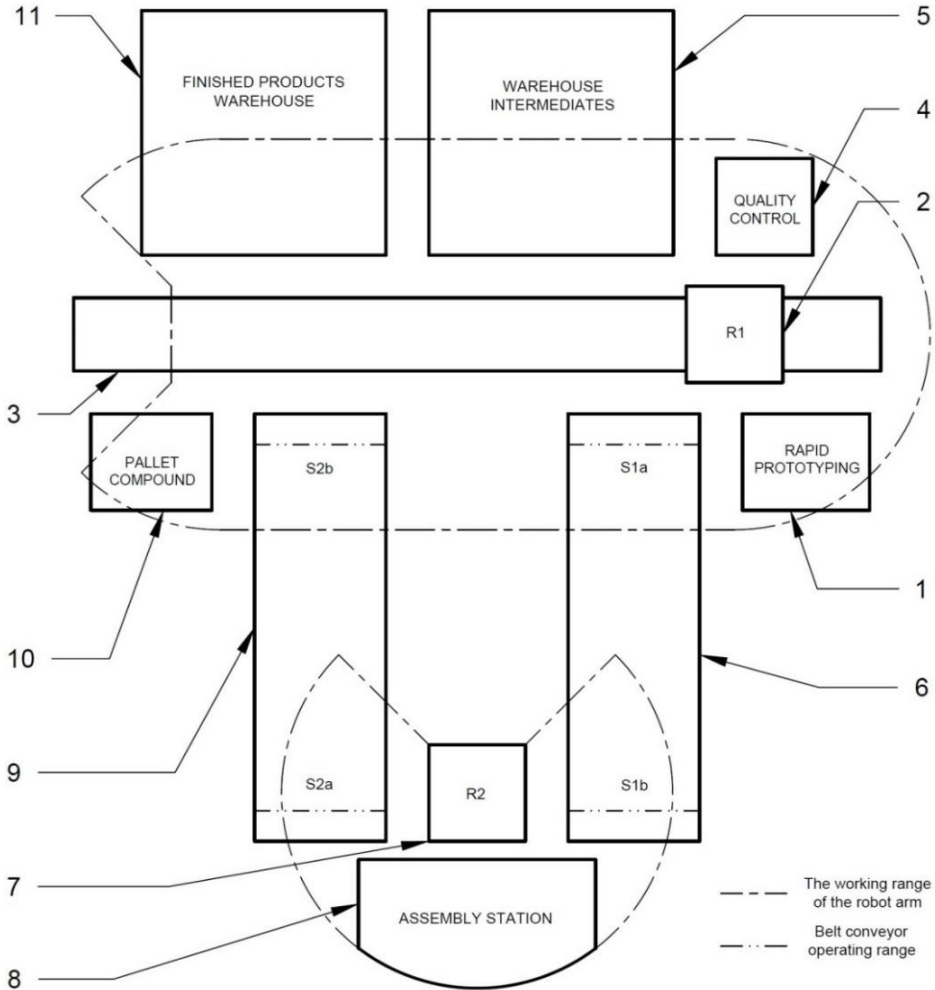 11
5
FINISHED PRODUCTS
WAREHOUSE
WAREHOUSE
INTERMEDIATES
4
QUALITY
CONTROL
2
R1
3
PALLET
COMPOUND
S2b
S1a
RAPID
PROTOTYPING
1
10
6
9
S2a
R2
S1b
7
ASSEMBLY STATION
8
The working range
of the robot arm
Belt conveyor
operating range